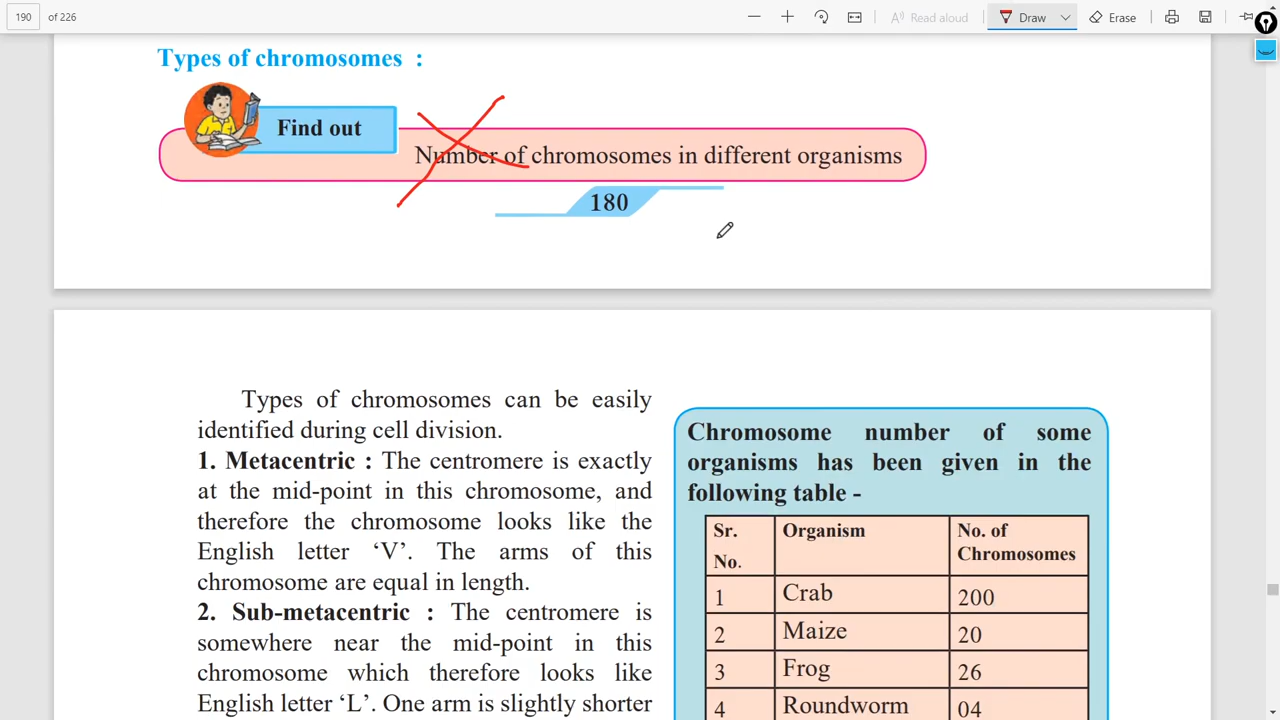 190 of 226
Read aloud
Draw
Erase
Types of chromosomes :
Find out
Number of chromosomes in different organisms
180
Types of chromosomes can be easily
identified during cell division.
1. Metacentric : The centromere is exactly
at the mid-point in this chromosome, and
therefore the chromosome looks like the
English letter ‘V’. The arms of this
chromosome are equal in length.
2. Sub-metacentric : The centromere is
somewhere near the mid-point in this
chromosome which therefore looks like
English letter ‘L’. One arm is slightly shorter
Chromosome number of some
organisms has been given in the
following table -
Sr. No. Organism No. of Chromosomes
1 Crab 200
2 Maize 20
3 Frog 26
4 Roundworm 04